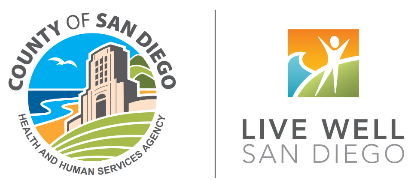 COUNTY OF SAN DIEGO
HEALTH AND HUMAN SERVICES AGENCY
LIVE WELL
SAN DIEGO